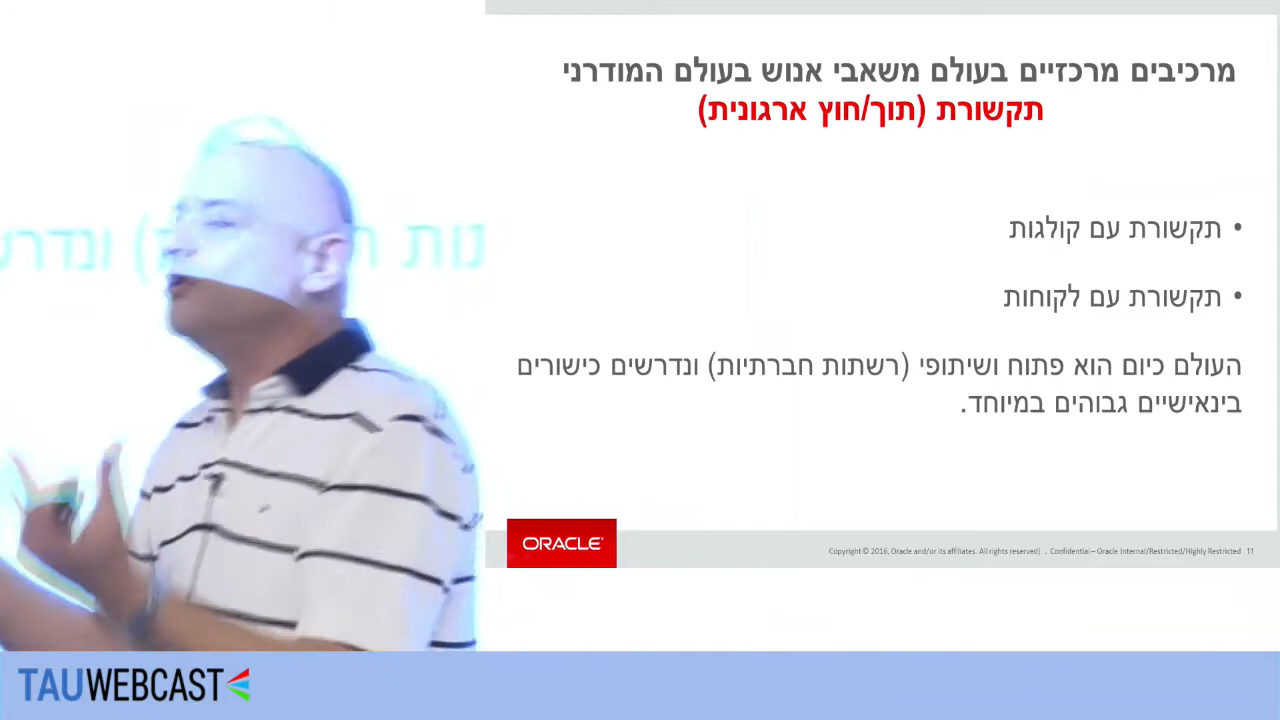 מרכיבים מרכזיים בעולם משאבי אנוש בעולם המודרני
תקשורת (תוך/חוץ ארגונית)
• תקשורת עם קולגות
• תקשורת עם לקוחות
העולם כיום הוא פתוח ושיתופי (רשתות חברתיות) ונדרשים כישורים
בינאישיים גבוהים במיוחד.
ORACLE
Copyright © 2016, Oracle and/or its affiliates. All rights reserved| . Confidential – Oracle Internal/Restricted/Highly Restricted 11
TAUWEBCAST